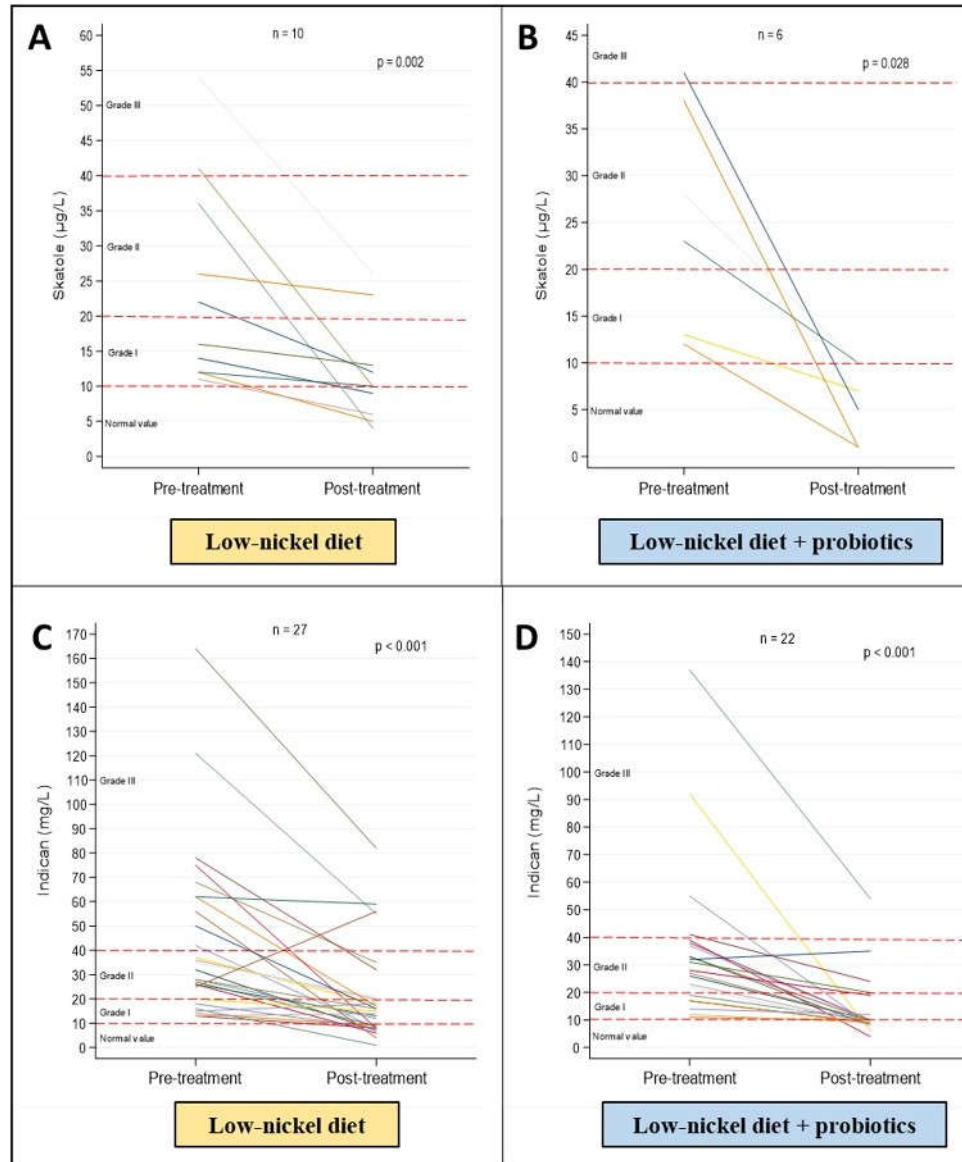 A
n = 10
p = 0.002
60
55
50
45
40
35
30
25
20
15
10
5
0
Skatole (µg/L)
Grade III
Grade II
Grade I
Normal value
Pre-treatment Post-treatment
Low-nickel diet
B
n = 6
p = 0.028
45
40
35
30
25
20
15
10
5
0
Skatole (µg/L)
Grade III
Grade II
Grade I
Normal value
Pre-treatment Post-treatment
Low-nickel diet + probiotics
C
n = 27
p < 0.001
170
160
150
140
130
120
110
100
90
80
70
60
50
40
30
20
10
0
Indican (mg/L)
Grade III
Grade II
Grade I
Normal value
Pre-treatment Post-treatment
Low-nickel diet
D
n = 22
p < 0.001
150
140
130
120
110
100
90
80
70
60
50
40
30
20
10
0
Indican (mg/L)
Grade III
Grade II
Grade I
Normal value
Pre-treatment Post-treatment
Low-nickel diet + probiotics